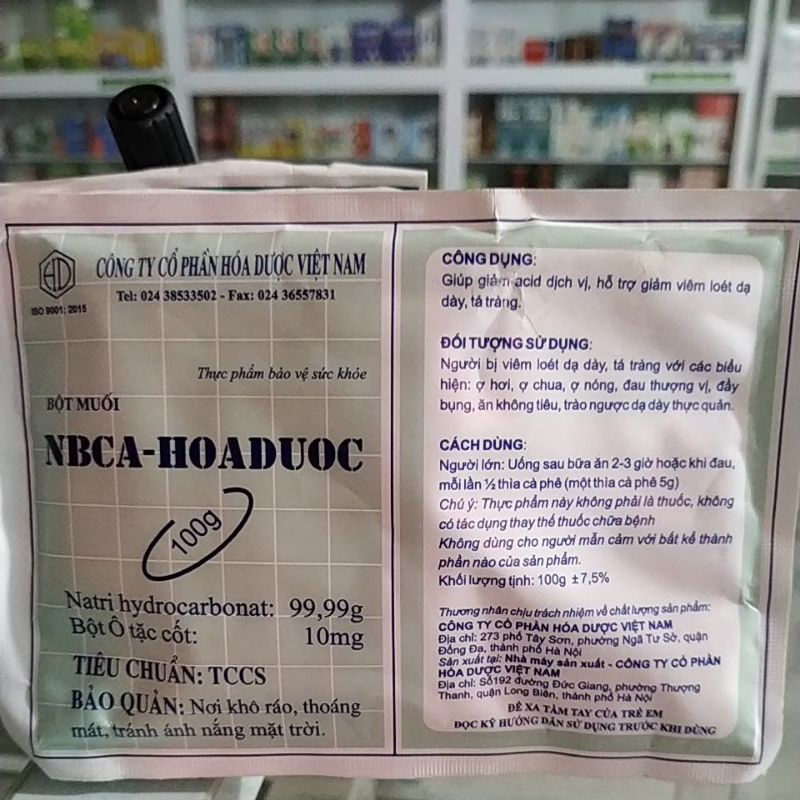 HD
ISO 9001: 2015
CÔNG TY CỔ PHẦN HÓA DƯỢC VIỆT NAM
Tel: 024 38533502 - Fax: 024 36557831
Thực phẩm bảo vệ sức khỏe
BỘT MUỐI
NBCA-HOADUOC
100g
Natri hydrocarbonat: 99,99g
Bột Ô tặc cốt: 10mg
TIÊU CHUẨN: TCCS
BẢO QUẢN: Nơi khô ráo, thoáng
mát, tránh ánh nắng mặt trời.
CÔNG DỤNG:
Giúp giảm acid dịch vị, hỗ trợ giảm viêm loét dạ
dày, tá tràng.
ĐỐI TƯỢNG SỬ DỤNG:
Người bị viêm loét dạ dày, tá tràng với các biểu
hiện: ợ hơi, ợ chua, ợ nóng, đau thượng vị, đầy
bụng, ăn không tiêu, trào ngược dạ dày thực quản.
CÁCH DÙNG:
Người lớn: Uống sau bữa ăn 2-3 giờ hoặc khi đau,
mỗi lần ½ thìa cà phê (một thìa cà phê 5g)
Chú ý: Thực phẩm này không phải là thuốc, không
có tác dụng thay thế thuốc chữa bệnh
Không dùng cho người mẫn cảm với bất kể thành
phần nào của sản phẩm.
Khối lượng tịnh: 100g ±7,5%
Thương nhân chịu trách nhiệm về chất lượng sản phẩm:
CÔNG TY CỔ PHẦN HÓA DƯỢC VIỆT NAM
Địa chỉ: 273 phố Tây Sơn, phường Ngã Tư Sở, quận
Đống Đa, thành phố Hà Nội
Sản xuất tại: Nhà máy sản xuất - CÔNG TY CỔ PHẦN
HÓA DƯỢC VIỆT NAM
Địa chỉ: Số192 đường Đức Giang, phường Thượng
Thanh, quận Long Biên, thành phố Hà Nội
ĐỂ XA TẦM TAY CỦA TRẺ EM
ĐỌC KỸ HƯỚNG DẪN SỬ DỤNG TRƯỚC KHI DÙNG